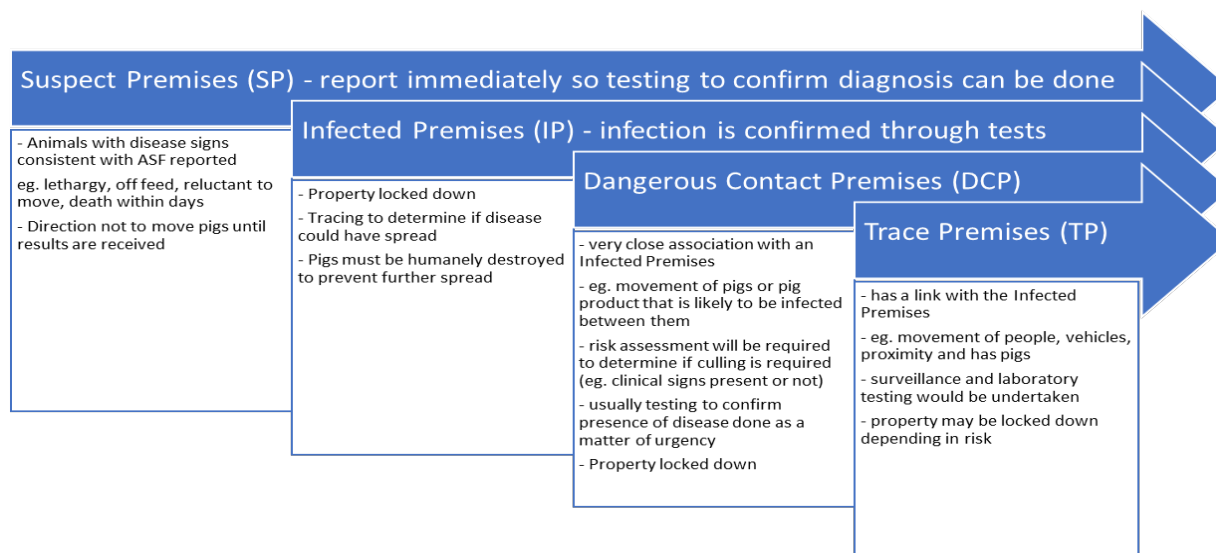 Suspect Premises (SP) - report immediately so testing to confirm diagnosis can be done
- Animals with disease signs
consistent with ASF reported
eg. lethargy, off feed, reluctant to
move, death within days
- Direction not to move pigs until
results are received
Infected Premises (IP) - infection is confirmed through tests
- Property locked down
- Tracing to determine if disease
could have spread
- Pigs must be humanely destroyed
to prevent further spread
Dangerous Contact Premises (DCP)
- very close association with an
Infected Premises
- eg. movement of pigs or pig
product that is likely to be infected
between them
- risk assessment will be required
to determine if culling is required
(eg. clinical signs present or not)
- usually testing to confirm
presence of disease done as a
matter of urgency
- Property locked down
Trace Premises (TP)
- has a link with the Infected
Premises
- eg. movement of people, vehicles,
proximity and has pigs
- surveillance and laboratory
testing would be undertaken
- property may be locked down
depending in risk